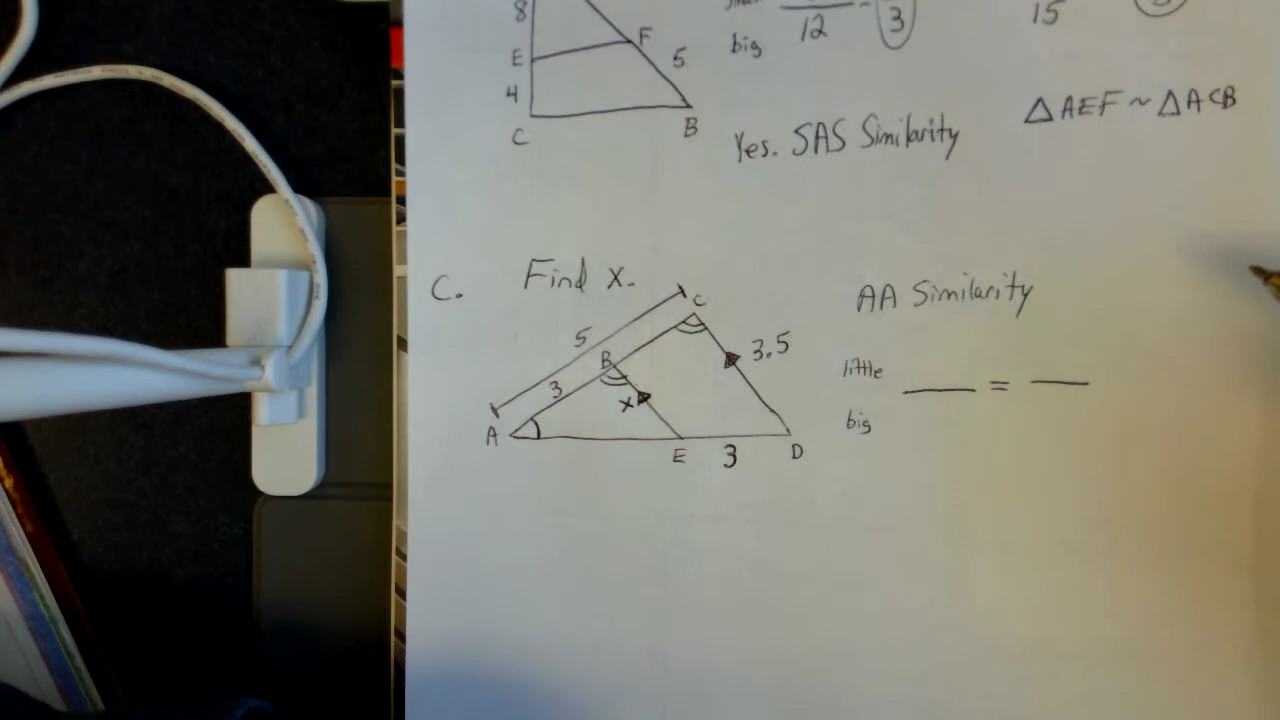 8
E
F
5
4
C
B
big 12 3
15
Yes. SAS Similarity
△AEF ~ △ACB
C. Find x.
5
C
3.5
B
3
x
A
E
3
D
AA Similarity
little
=
big